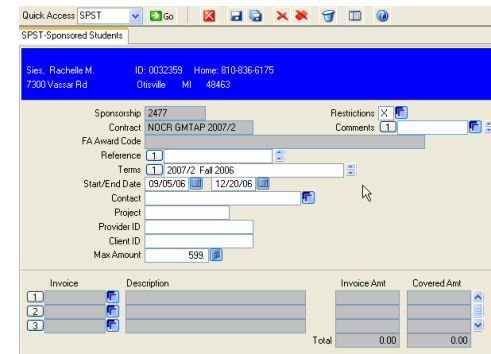 Quick Access SPST Go
SPST-Sponsored Students
Sies, Rachelle M. ID: 0032359 Home: 810-836-6175
7300 Vassar Rd Otisville MI 48463
Sponsorship 2477 Restrictions X
Contract NOCR GMTAP 2007/2 Comments 1
FA Award Code
Reference 1
Terms 1 2007/2 Fall 2006
Start/End Date 09/05/06 12/20/06
Contact
Project
Provider ID
Client ID
Max Amount 599.
Invoice Description Invoice Amt Covered Amt
1
2
3
Total 0.00 0.00